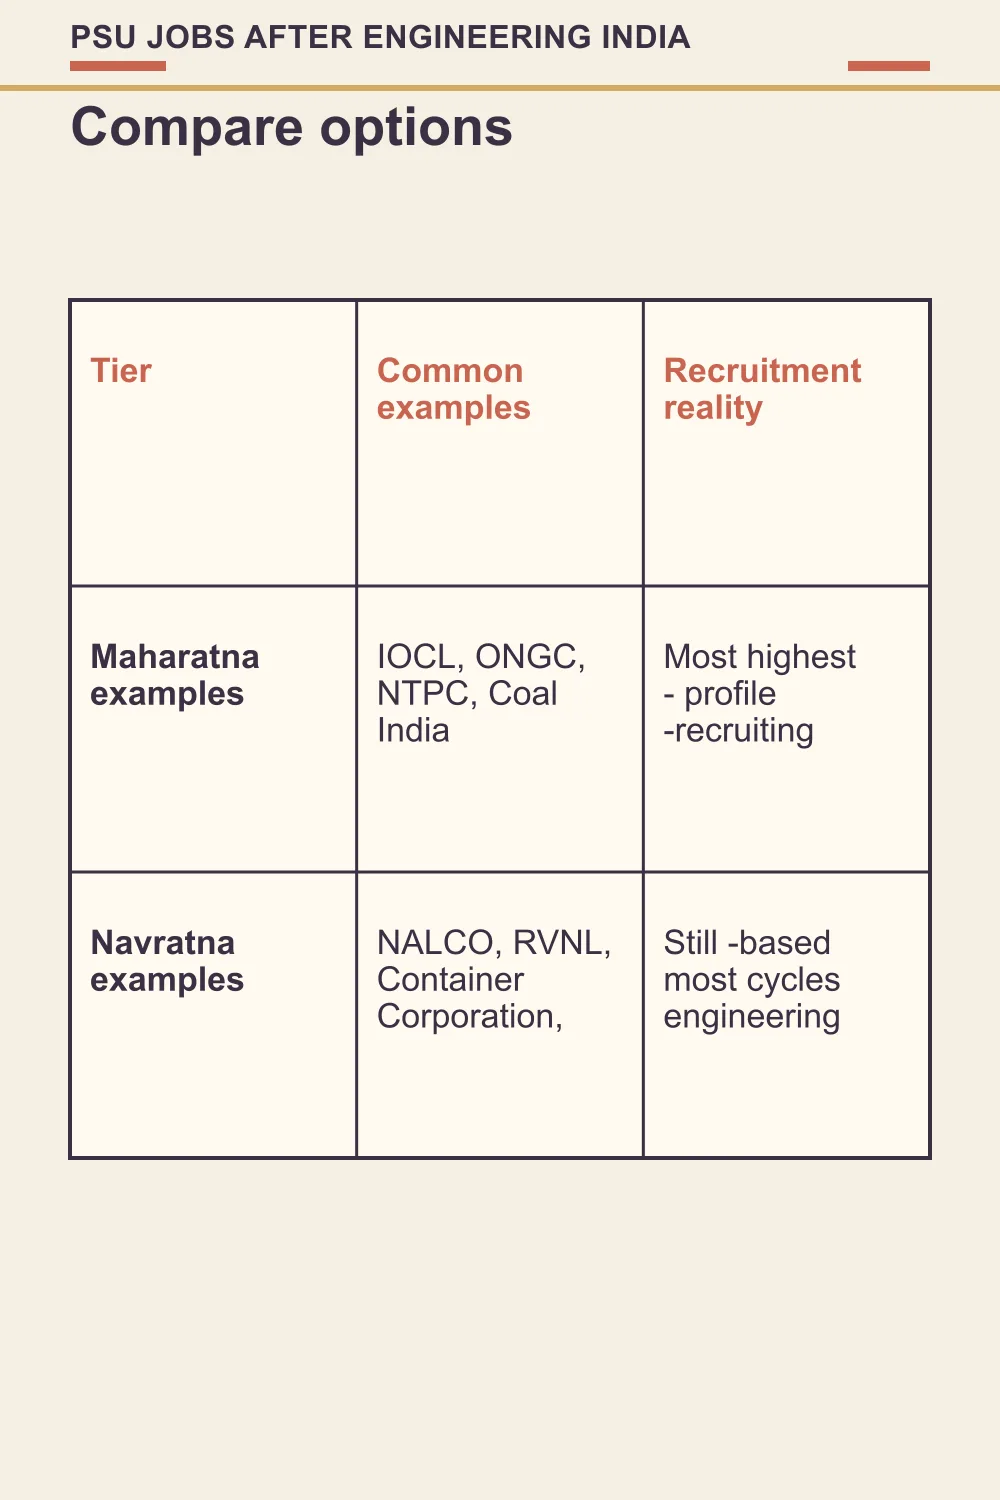 PSU JOBS AFTER ENGINEERING INDIA
Compare options
Tier
Common
examples
Recruitment
reality
Maharatna
examples
IOCL, ONGC,
NTPC, Coal
India
Most highest
- profile
-recruiting
Navratna
examples
NALCO, RVNL,
Container
Corporation,
Still -based
most cycles
engineering